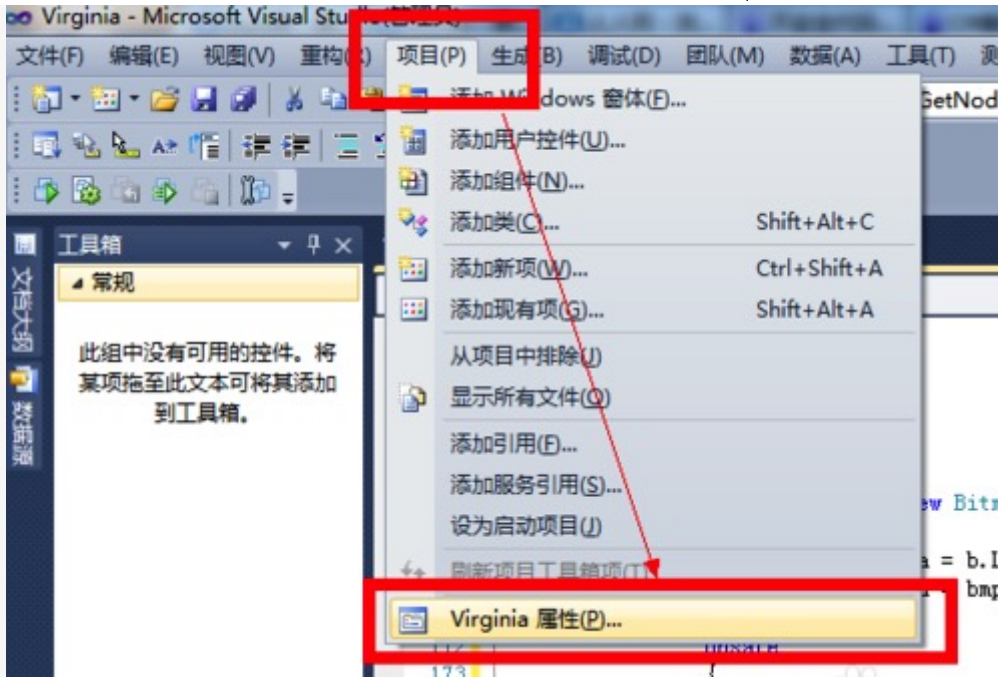 Virginia - Microsoft Visual Studio(管理员)
文件(F) 编辑(E) 视图(V) 重构(R) 项目(P) 生成(B) 调试(D) 团队(M) 数据(A) 工具(T) 测
添加 Windows 窗体(F)...
GetNod
添加用户控件(U)...
添加组件(N)...
添加类(C)... Shift+Alt+C
工具箱
添加新项(W)... Ctrl+Shift+A
常规
添加现有项(G)... Shift+Alt+A
文档大纲
数据源
此组中没有可用的控件。将
某项拖至此文本可将其添加
到工具箱。
从项目中排除(J)
显示所有文件(O)
添加引用(F)...
添加服务引用(S)...
ew Bitm
设为启动项目(J)
a = b.L
刷新项目工具箱项(T)
= bmp
Virginia 属性(P)...
172 unsafe
173 {